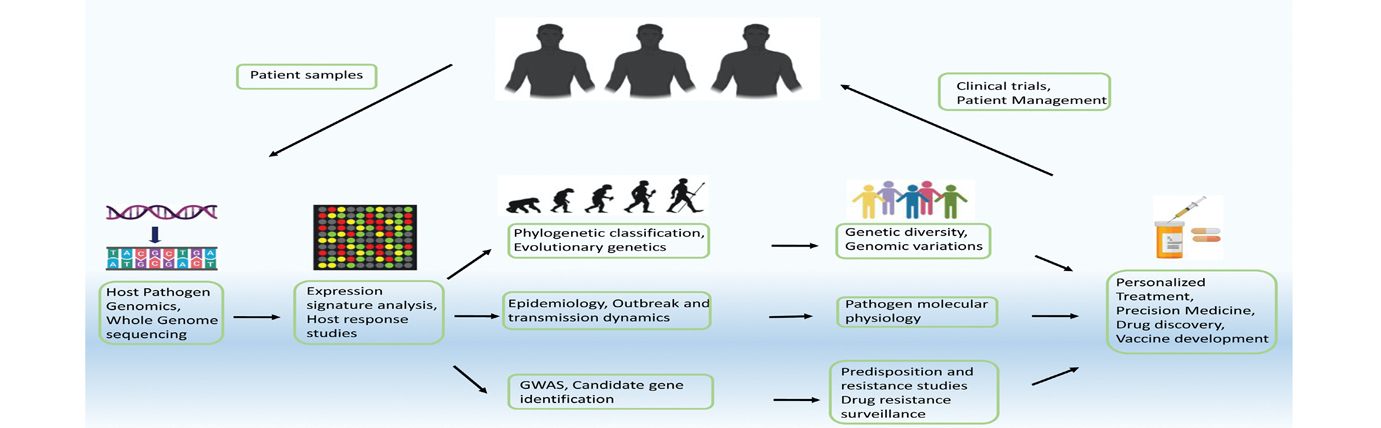 Patient samples
Clinical trials,
Patient Management
T A C G C T G A
A T G C G A C T
Host Pathogen
Genomics,
Whole Genome
sequencing
Expression
signature analysis,
Host response
studies
Phylogenetic classification,
Evolutionary genetics
Genetic diversity,
Genomic variations
Epidemiology, Outbreak and
transmission dynamics
Pathogen molecular
physiology
GWAS, Candidate gene
identification
Predisposition and
resistance studies
Drug resistance
surveillance
Personalized
Treatment,
Precision Medicine,
Drug discovery,
Vaccine development